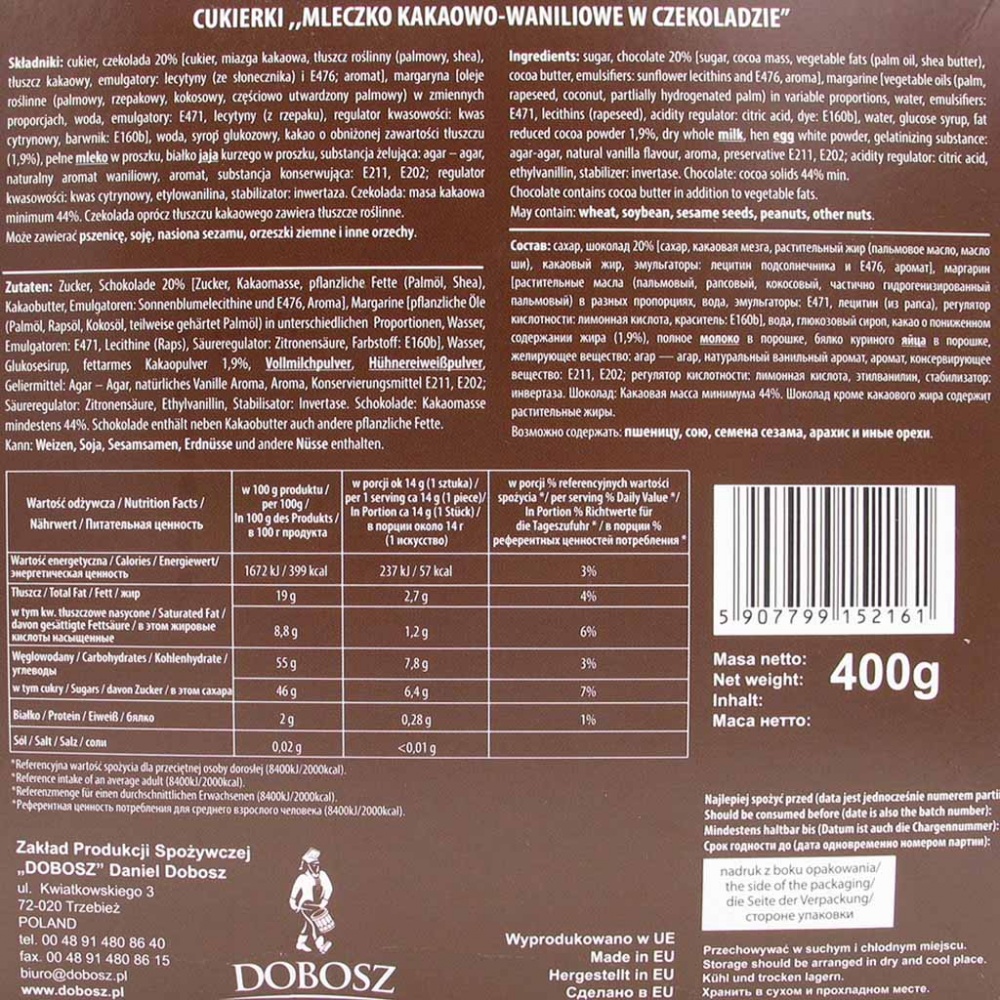 CUKIERKI ,,MLECZKO KAKAOWO-WANILIOWE W CZEKOLADZIE”
Składniki: cukier, czekolada 20% [cukier, miazga kakaowa, tłuszcz roślinny (palmowy, shea),
tłuszcz kakaowy, emulgatory: lecytyny (ze słonecznika) i E476; aromat], margaryna [oleje
roślinne (palmowy, rzepakowy, kokosowy, częściowo utwardzony palmowy) w zmiennych
proporcjach, woda, emulgatory: E471, lecytyny (z rzepaku), regulator kwasowości: kwas
cytrynowy, barwnik: E160b], woda, syrop glukozowy, kakao o obniżonej zawartości tłuszczu
(1,9%), pełne mleko w proszku, białko jaja kurzego w proszku, substancja żelująca: agar – agar,
naturalny aromat waniliowy, aromat, substancja konserwująca: E211, E202; regulator
kwasowości: kwas cytrynowy, etylowanilina, stabilizator: inwertaza. Czekolada: masa kakaowa
minimum 44%. Czekolada oprócz tłuszczu kakaowego zawiera tłuszcze roślinne.
Może zawierać pszenicę, soję, nasiona sezamu, orzeszki ziemne i inne orzechy.
Ingredients: sugar, chocolate 20% [sugar, cocoa mass, vegetable fats (palm oil, shea butter),
cocoa butter, emulsifiers: sunflower lecithins and E476, aroma], margarine [vegetable oils (palm,
rapeseed, coconut, partlially hydrogenated palm) in variable proportions, water, emulsifiers:
E471, lecithins (rapeseed), acidity regulator: citric acid, dye: E160b], water, glucose syrup, fat
reduced cocoa powder 1,9%, dry whole milk, hen egg white powder, gelatinizing substance:
agar-agar, natural vanilla flavour, aroma, preservative E211, E202; acidity regulator: citric acid,
ethylvanillin, stabilizer: invertase. Chocolate: cocoa solids 44% min.
Chocolate contains cocoa butter in addition to vegetable fats.
May contain: wheat, soybean, sesame seeds, peanuts, other nuts.
Zutaten: Zucker, Schokolade 20% [Zucker, Kakaomasse, pflanzliche Fette (Palmöl, Shea),
Kakaobutter, Emulgatoren: Sonnenblumelecithine und E476, Aroma], Margarine [pflanzliche Öle
(Palmöl, Rapsöl, Kokosöl, teilweise gehärtet Palmöl) in unterschiedlichen Proportionen, Wasser,
Emulgatoren: E471, Lecithine (Raps), Säureregulator: Zitronensäure, Farbstoff: E160b], Wasser,
Glukosesirup, fettarmes Kakaopulver 1,9%, Vollmilchpulver, Hühnereiweißpulver,
Geliermittel: Agar – Agar, natürliches Vanille Aroma, Aroma, Konservierungsmittel E211, E202;
Säureregulator: Zitronensäure, Ethylvanillin, Stabilisator: Invertase. Schokolade: Kakaomasse
mindestens 44%. Schokolade enthält neben Kakaobutter auch andere pflanzliche Fette.
Kann: Weizen, Soja, Sesamsamen, Erdnüsse und andere Nüsse enthalten.
Состав: сахар, шоколад 20% [сахар, какаовая мезга, растительный жир (пальмовое масло, масло
ши), какаовый жир, эмульгаторы: лецитин подсолнечника и E476, аромат], маргарин
[растительные масла (пальмовый, рапсовый, кокосовый, частично гидрогенизированный
пальмовый) в разных пропорциях, вода, эмульгаторы: E471, лецитин (из рапса), регулятор
кислотности: лимонная кислота, краситель: E160b], вода, глюкозовый сироп, какао о пониженном
содержании жира (1,9%), полное молоко в порошке, бялко куриного яйца в порошке,
желирующее вещество: агар — агар, натуральный ванильный аромат, аромат, консервирующее
вещество: E211, E202; регулятор кислотности: лимонная кислота, этилванилин, стабилизатор:
инвертаза. Шоколад: Какаовая масса минимума 44%. Шоколад кроме какаового жира содержит
растительные жиры.
Возможно содержать: пшеницу, сою, семена сезама, арахис и иные орехи.
Wartość odżywcza / Nutrition Facts /
Nährwert / Питательная ценность
w 100 g produktu /
per 100g /
In 100 g des Produkts /
в 100 г продукта
w porcji ok 14 g (1 sztuka) /
per 1 serving ca 14 g (1 piece)/
In Portion ca 14 g (1 Stück) /
в порции около 14 г
(1 искусство)
w porcji % referencyjnych wartości
spożycia */ per serving % Daily Value */
In Portion % Richtwerte für
die Tageszufuhr * / в порции %
референтных ценностей потребления *
Wartość energetyczna / Calories / Energiewert/
энергетическая ценность
1672 kJ / 399 kcal
237 kJ / 57 kcal
3%
Tłuszcz / Total Fat / Fett / жир
19 g
2,7 g
4%
w tym kw. tłuszczowe nasycone / Saturated Fat /
davon gesättigte Fettsäure / в этом жировые
кислоты насыщенные
8,8 g
1,2 g
6%
Węglowodany / Carbohydrates / Kohlenhydrate /
углеводы
55 g
7,8 g
3%
w tym cukry / Sugars / davon Zucker / в этом сахара
46 g
6,4 g
7%
Białko / Protein / Eiweiß / бялко
2 g
0,28 g
1%
Sól / Salt / Salz / соли
0,02 g
<0,01 g
*Referencyjna wartość spożycia dla przeciętnej osoby dorosłej (8400kJ/2000kcal).
*Reference intake of an average adult (8400kJ/2000kcal).
*Referenzmenge für einen durchschnittlichen Erwachsenen (8400kJ/2000kcal).
*Референтная ценность потребления для среднего взрослого человека (8400kJ/2000kcal).
5 907799 152161
Masa netto:
Net weight:
Inhalt:
Маса нетто:
400g
Najlepiej spożyć przed (data jest jednocześnie numerem parti
Should be consumed before (date is also the batch number):
Mindestens haltbar bis (Datum ist auch die Chargennummer):
Срок годности до (дата одновременно номером партии):
nadruk z boku opakowania/
the side of the packaging/
die Seite der Verpackung/
стороне упаковки
Zakład Produkcji Spożywczej
„DOBOSZ” Daniel Dobosz
ul. Kwiatkowskiego 3
72-020 Trzebież
POLAND
tel. 00 48 91 480 86 40
fax. 00 48 91 480 86 15
biuro@dobosz.pl
www.dobosz.pl
DOBOSZ
Wyprodukowano w UE
Made in EU
Hergestellt in EU
Сделано в EU
Przechowywać w suchym i chłodnym miejscu.
Storage should be arranged in dry and cool place.
Kühl und trocken lagern.
Хранить в сухом и прохладном месте.